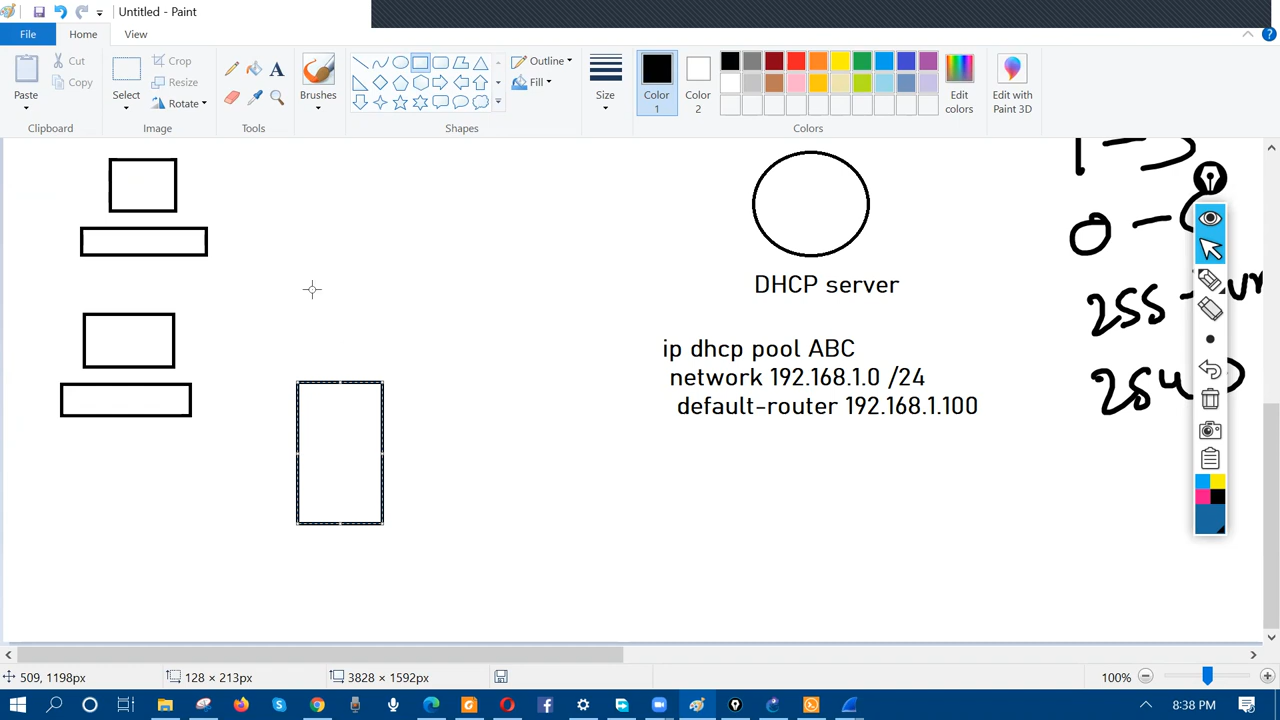 Untitled - Paint
File
Home
View
Paste
Cut
Copy
Clipboard
Select
Crop
Resize
Rotate
Image
Tools
Brushes
Shapes
Outline
Fill
Size
Color
1
Color
2
Edit
colors
Edit with
Paint 3D
Colors
DHCP server
ip dhcp pool ABC
network 192.168.1.0 /24
default-router 192.168.1.100
0 -
255 -
254
509, 1198px
128 × 213px
3828 × 1592px
100%
8:38 PM